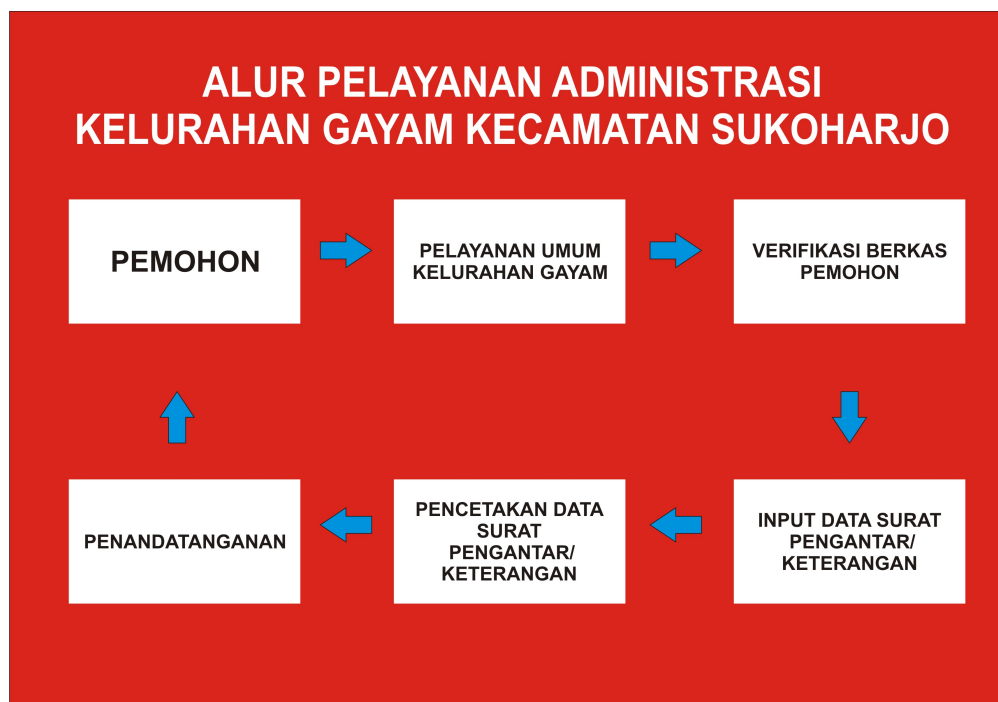 ALUR PELAYANAN ADMINISTRASI
KELURAHAN GAYAM KECAMATAN SUKOHARJO
PEMOHON
PELAYANAN UMUM
KELURAHAN GAYAM
VERIFIKASI BERKAS
PEMOHON
INPUT DATA SURAT
PENGANTAR/
KETERANGAN
PENCETAKAN DATA
SURAT
PENGANTAR/
KETERANGAN
PENANDATANGANAN